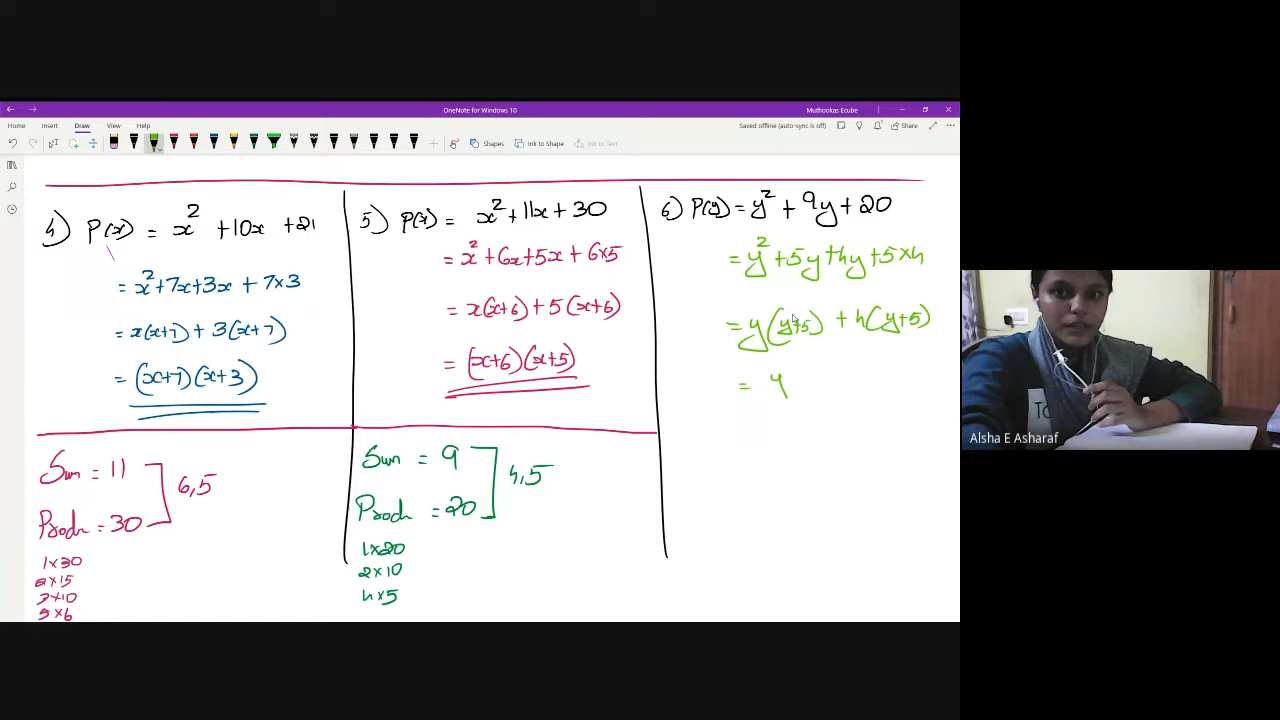 OneNote for Windows 10
Muthookas Ecube
Home Insert Draw View Help
Saved offline (auto-sync is off) Share
Shapes Ink to Shape Ink to Text
4) P(x) = x² + 10x + 21
= x² + 7x + 3x + 7×3
= x(x+7) + 3(x+7)
= (x+7)(x+3)
5) P(x) = x² + 11x + 30
= x² + 6x + 5x + 6×5
= x(x+6) + 5(x+6)
= (x+6)(x+5)
6) P(y) = y² + 9y + 20
= y² + 5y + 4y + 5×4
= y(y+5) + 4(y+5)
= y
Sum = 11
6,5
Prod = 30
1×30
2×15
3×10
5×6
Sum = 9
4,5
Prod = 20
1×20
2×10
4×5
Alsha E Asharaf